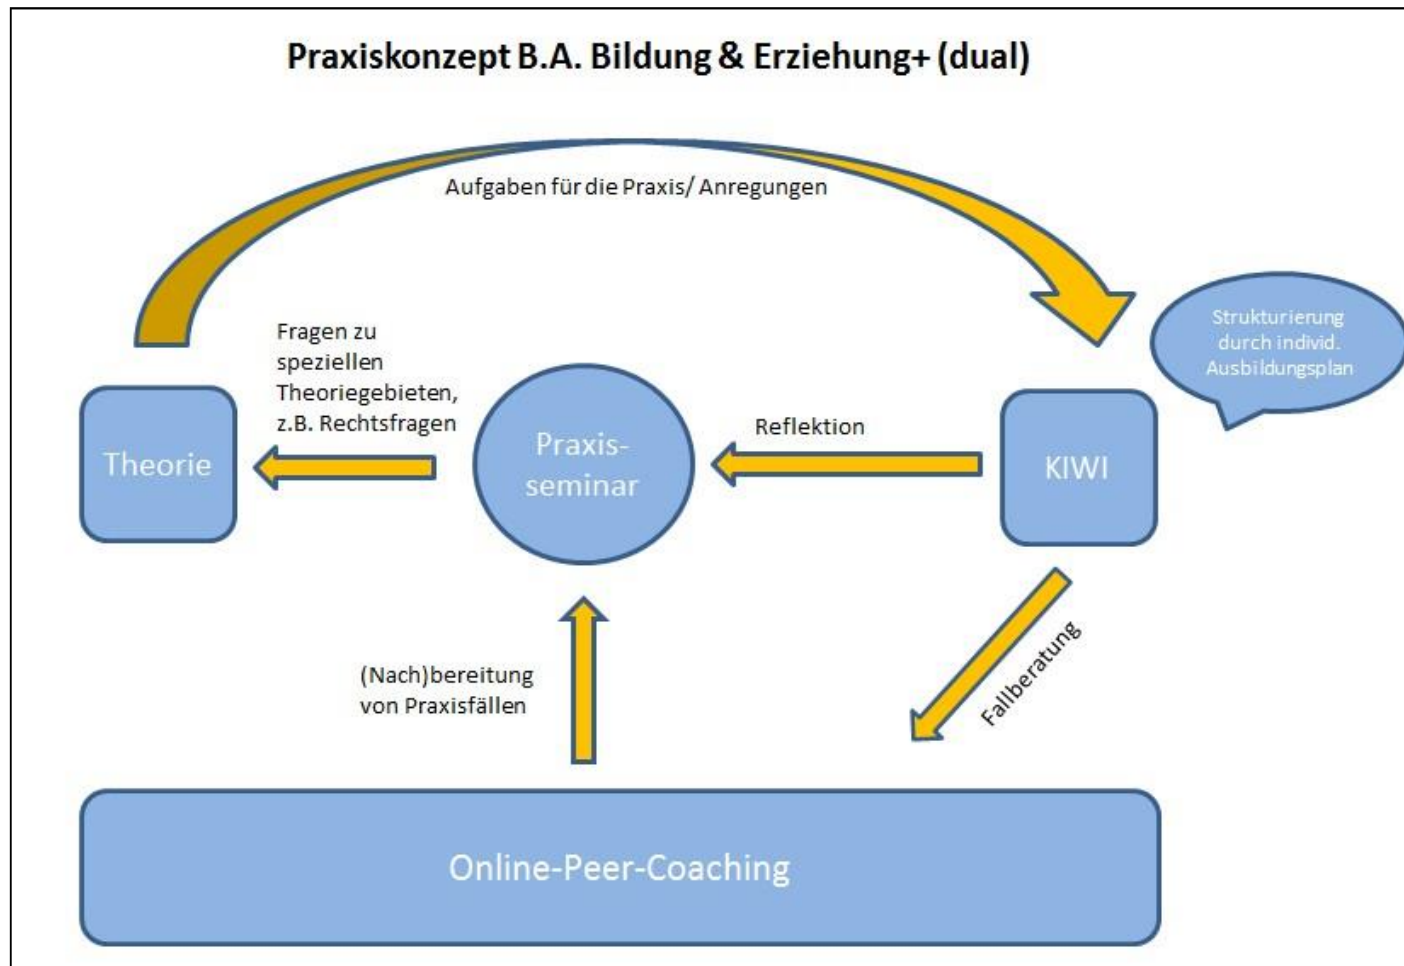 Praxiskonzept B.A. Bildung & Erziehung+ (dual)
Aufgaben für die Praxis/ Anregungen
Strukturierung
durch individ.
Ausbildungsplan
Fragen zu
speziellen
Theoriegebieten,
z.B. Rechtsfragen
Theorie
Praxis-
seminar
Reflektion
KIWI
(Nach)bereitung
von Praxisfällen
Fallberatung
Online-Peer-Coaching